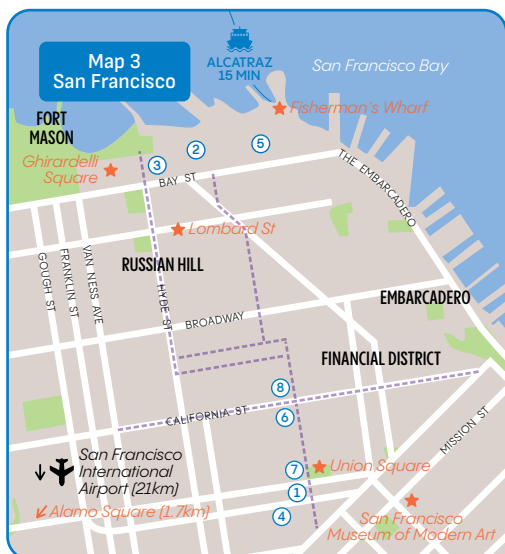 Map 3
San Francisco
ALCATRAZ
15 MIN
San Francisco Bay
Fisherman's Wharf
FORT
MASON
Ghirardelli
Square
3
2
5
BAY ST
THE EMBARCADERO
Lombard St
RUSSIAN HILL
GOUGH ST
FRANKLIN ST
VAN NESS AVE
HYDE ST
EMBARCADERO
BROADWAY
FINANCIAL DISTRICT
8
CALIFORNIA ST
6
MISSION ST
San Francisco
International
Airport (21km)
7
Union Square
1
Alamo Square (1.7km)
4
San Francisco
Museum of Modern Art